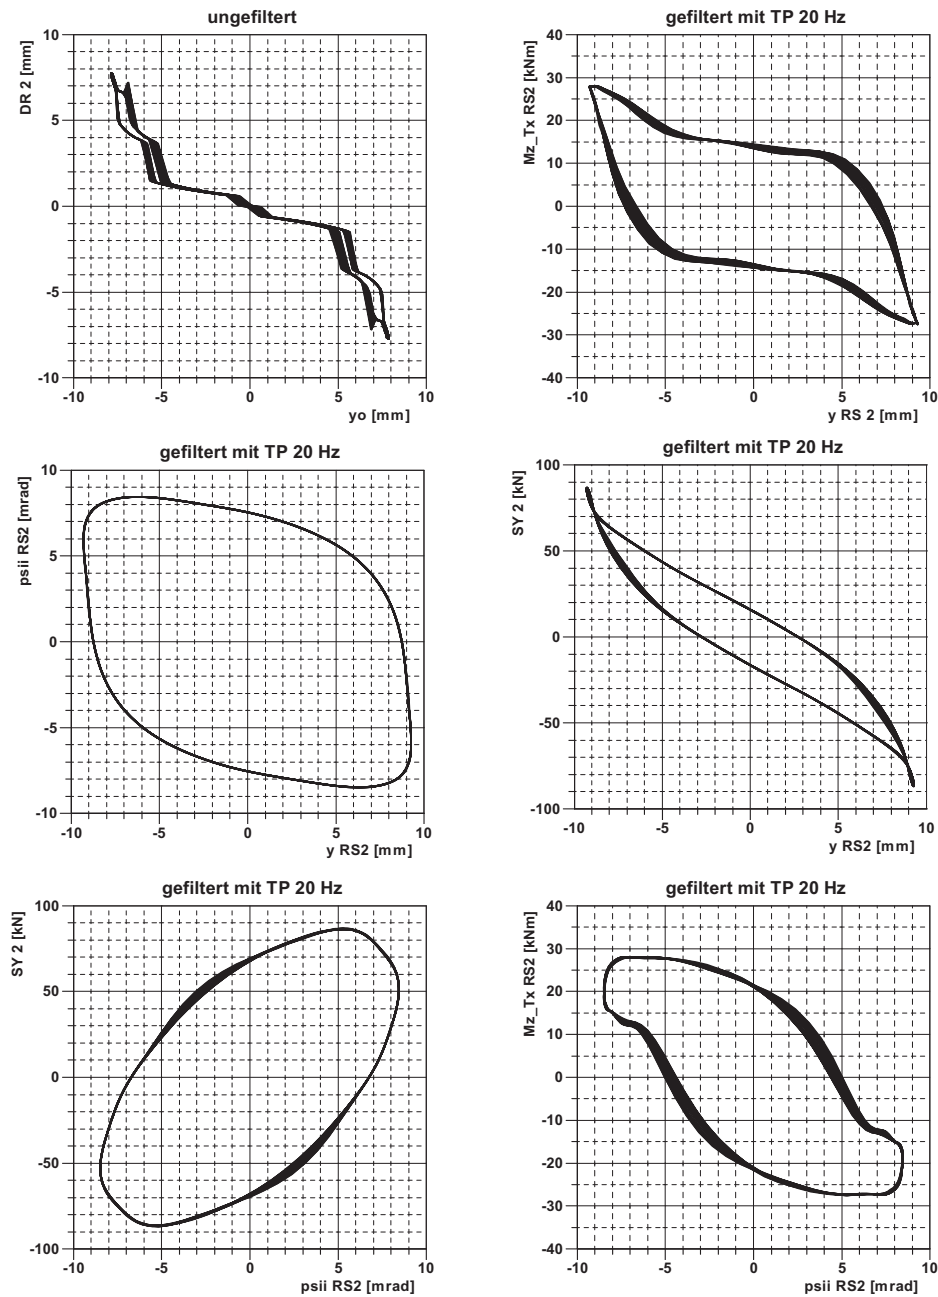 ungefiltert
DR 2 [mm]
10
5
0
-5
-10
-10 -5 0 5 10
yo [mm]
gefiltert mit TP 20 Hz
Mz_Tx RS2 [kNm]
40
30
20
10
0
-10
-20
-30
-40
-10 -5 0 5 10
y RS 2 [mm]
gefiltert mit TP 20 Hz
psii RS2 [mrad]
10
5
0
-5
-10
-10 -5 0 5 10
y RS2 [mm]
gefiltert mit TP 20 Hz
SY 2 [kN]
100
50
0
-50
-100
-10 -5 0 5 10
y RS2 [mm]
gefiltert mit TP 20 Hz
SY 2 [kN]
100
50
0
-50
-100
-10 -5 0 5 10
psii RS2 [mrad]
gefiltert mit TP 20 Hz
Mz_Tx RS2 [kNm]
40
30
20
10
0
-10
-20
-30
-40
-10 -5 0 5 10
psii RS2 [mrad]